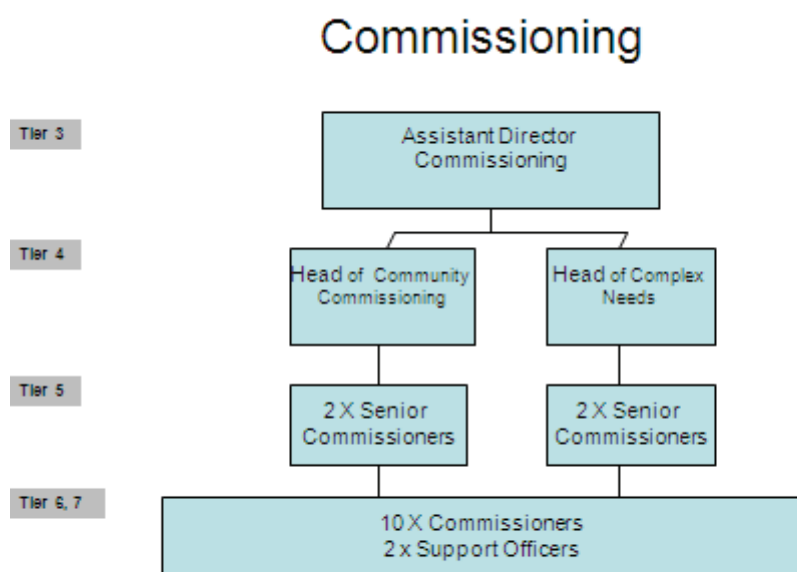 Commissioning
Tier 3
Assistant Director
Commissioning
Tier 4
Head of Community
Commissioning
Head of Complex
Needs
Tier 5
2 X Senior
Commissioners
2 X Senior
Commissioners
Tier 6, 7
10 X Commissioners
2 x Support Officers